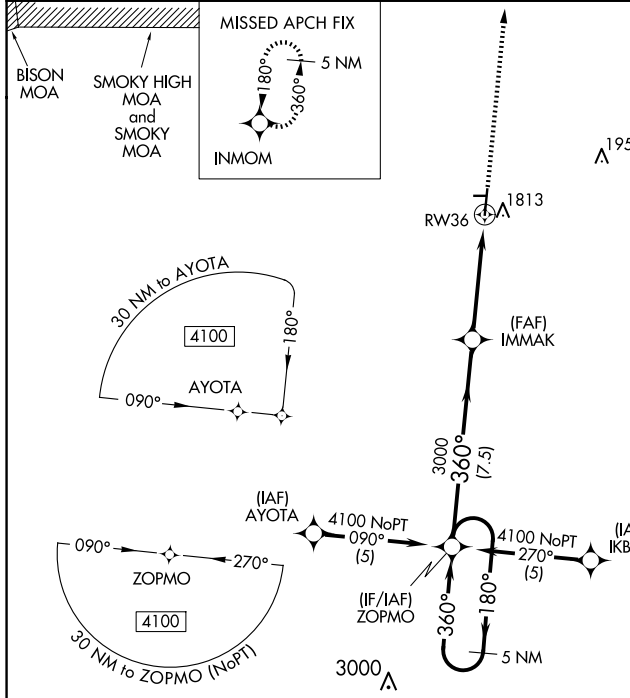 MISSED APCH FIX
180°
360°
5 NM
INMOM
BISON
MOA
SMOKY HIGH
MOA
and
SMOKY
MOA
195
1813
RW36
30 NM to AYOTA
4100
180°
AYOTA
090°
(FAF)
IMMAK
3000
360°
(7.5)
(IAF)
AYOTA
4100 NoPT
090°
(5)
4100 NoPT
270°
(5)
(IA
IKB
(IF/IAF)
ZOPMO
360°
180°
5 NM
090°
270°
ZOPMO
4100
30 NM to ZOPMO (NoPT)
3000